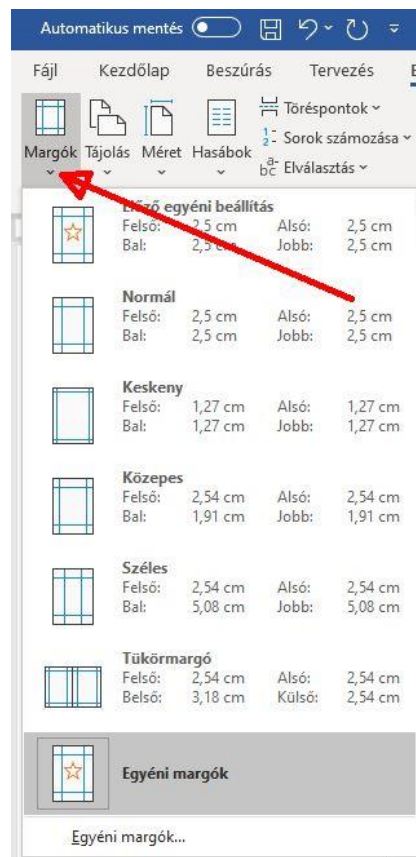 Automatikus mentés
Fájl Kezdőlap Beszúrás Tervezés
Margók Tájolás Méret Hasábok
Töréspontok
Sorok számozása
Elválasztás
Előző egyéni beállítás
Felső: 2,5 cm Alsó: 2,5 cm
Bal: 2,5 cm Jobb: 2,5 cm
Normál
Felső: 2,5 cm Alsó: 2,5 cm
Bal: 2,5 cm Jobb: 2,5 cm
Keskeny
Felső: 1,27 cm Alsó: 1,27 cm
Bal: 1,27 cm Jobb: 1,27 cm
Közepes
Felső: 2,54 cm Alsó: 2,54 cm
Bal: 1,91 cm Jobb: 1,91 cm
Széles
Felső: 2,54 cm Alsó: 2,54 cm
Bal: 5,08 cm Jobb: 5,08 cm
Tükörmargó
Felső: 2,54 cm Alsó: 2,54 cm
Belső: 3,18 cm Külső: 2,54 cm
Egyéni margók
Egyéni margók...